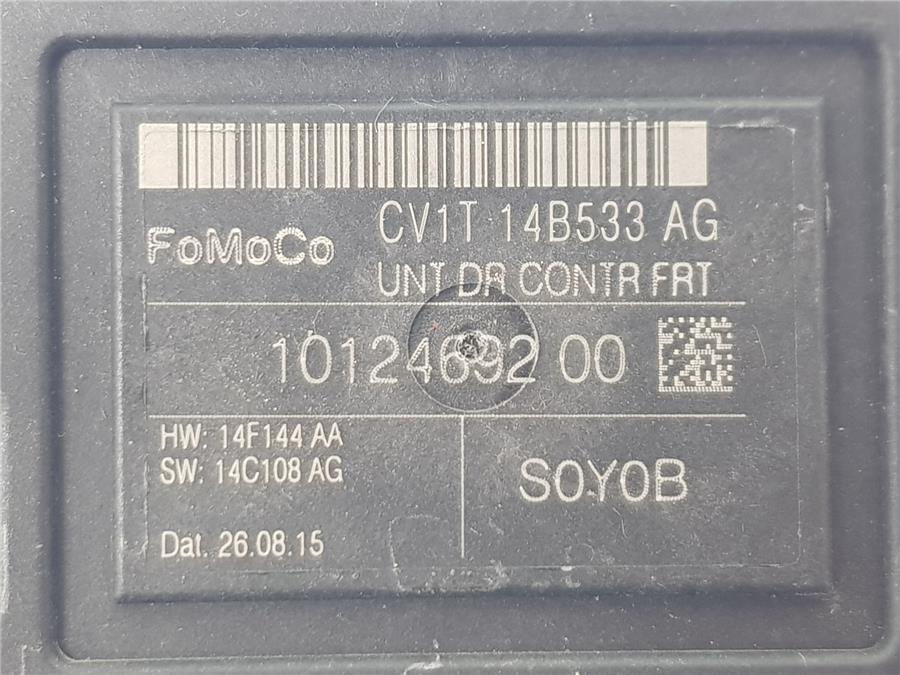 FoMoCo CV1T 14B533 AG
UNT DR CONTR FRT
10124692 00
HW: 14F144 AA
SW: 14C108 AG
SOYOB
Dat. 26.08.15